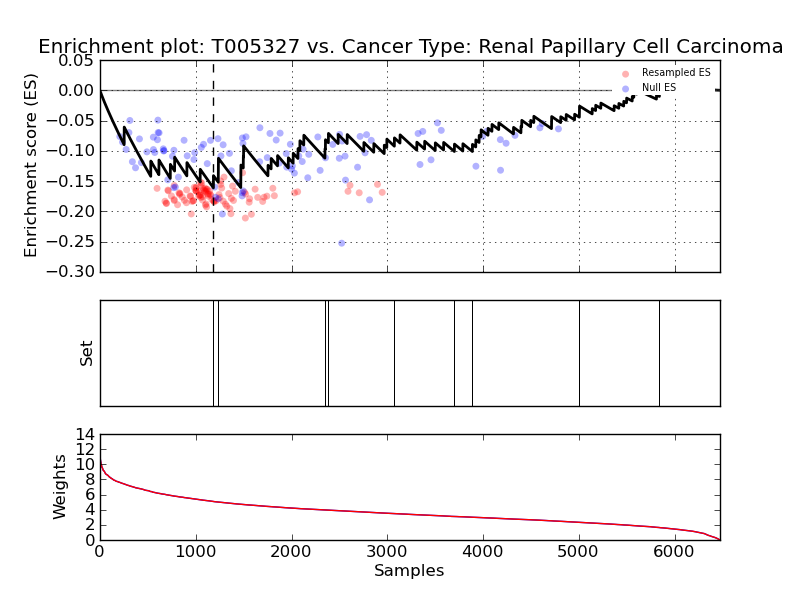 Enrichment plot: T005327 vs. Cancer Type: Renal Papillary Cell Carcinoma
Enrichment score (ES)
0.05
0.00
−0.05
−0.10
−0.15
−0.20
−0.25
−0.30
Resampled ES
Null ES
Set
Weights
14
12
10
8
6
4
2
0
0 1000 2000 3000 4000 5000 6000
Samples